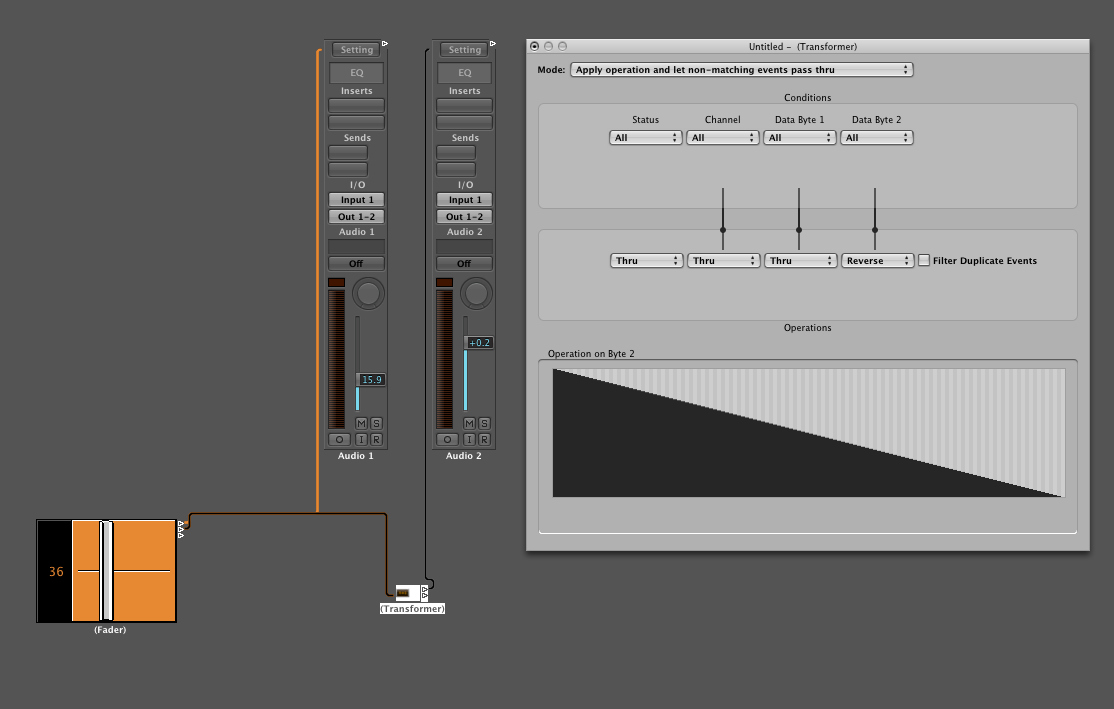 Setting
EQ
Inserts
Sends
I/O
Input 1
Out 1-2
Audio 1
Off
15.9
M S
O I R
Audio 1
Setting
EQ
Inserts
Sends
I/O
Input 1
Out 1-2
Audio 2
Off
+0.2
M S
O I R
Audio 2
36
(Fader)
(Transformer)
Untitled - (Transformer)
Mode: Apply operation and let non-matching events pass thru
Conditions
Status Channel Data Byte 1 Data Byte 2
All All All All
Thru Thru Thru Reverse Filter Duplicate Events
Operations
Operation on Byte 2